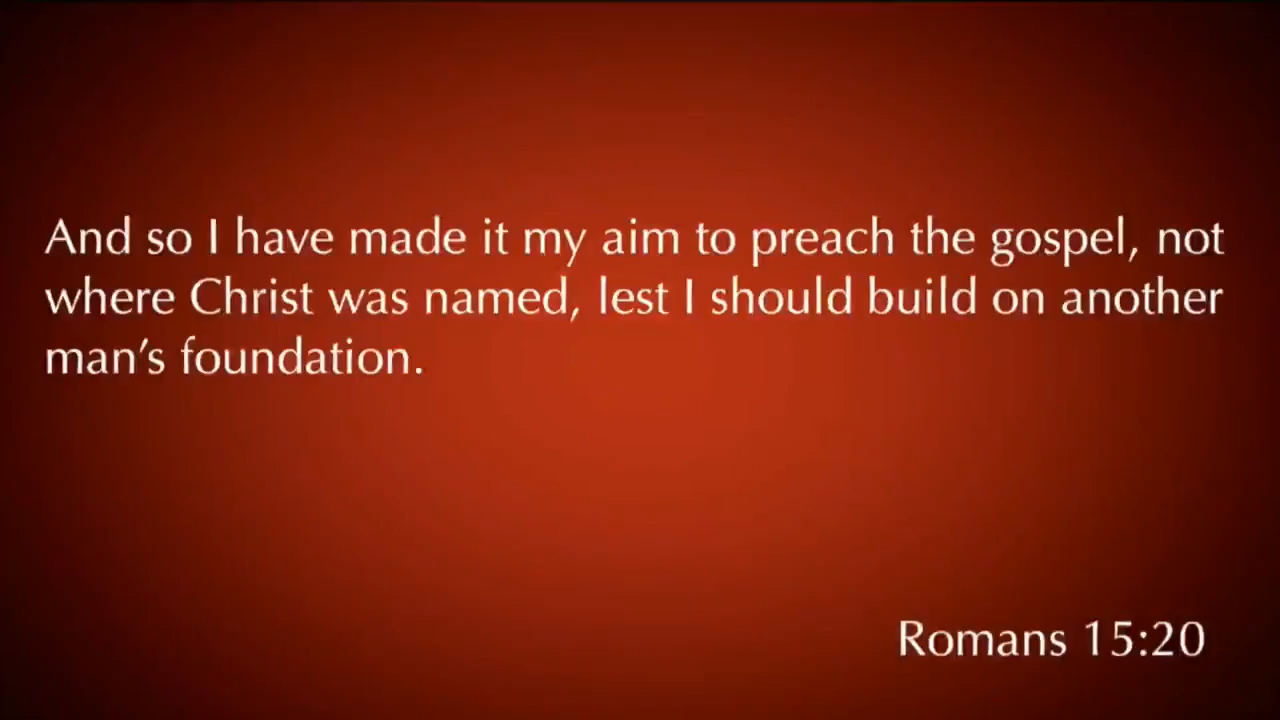 And so I have made it my aim to preach the gospel, not
where Christ was named, lest I should build on another
man’s foundation.
Romans 15:20